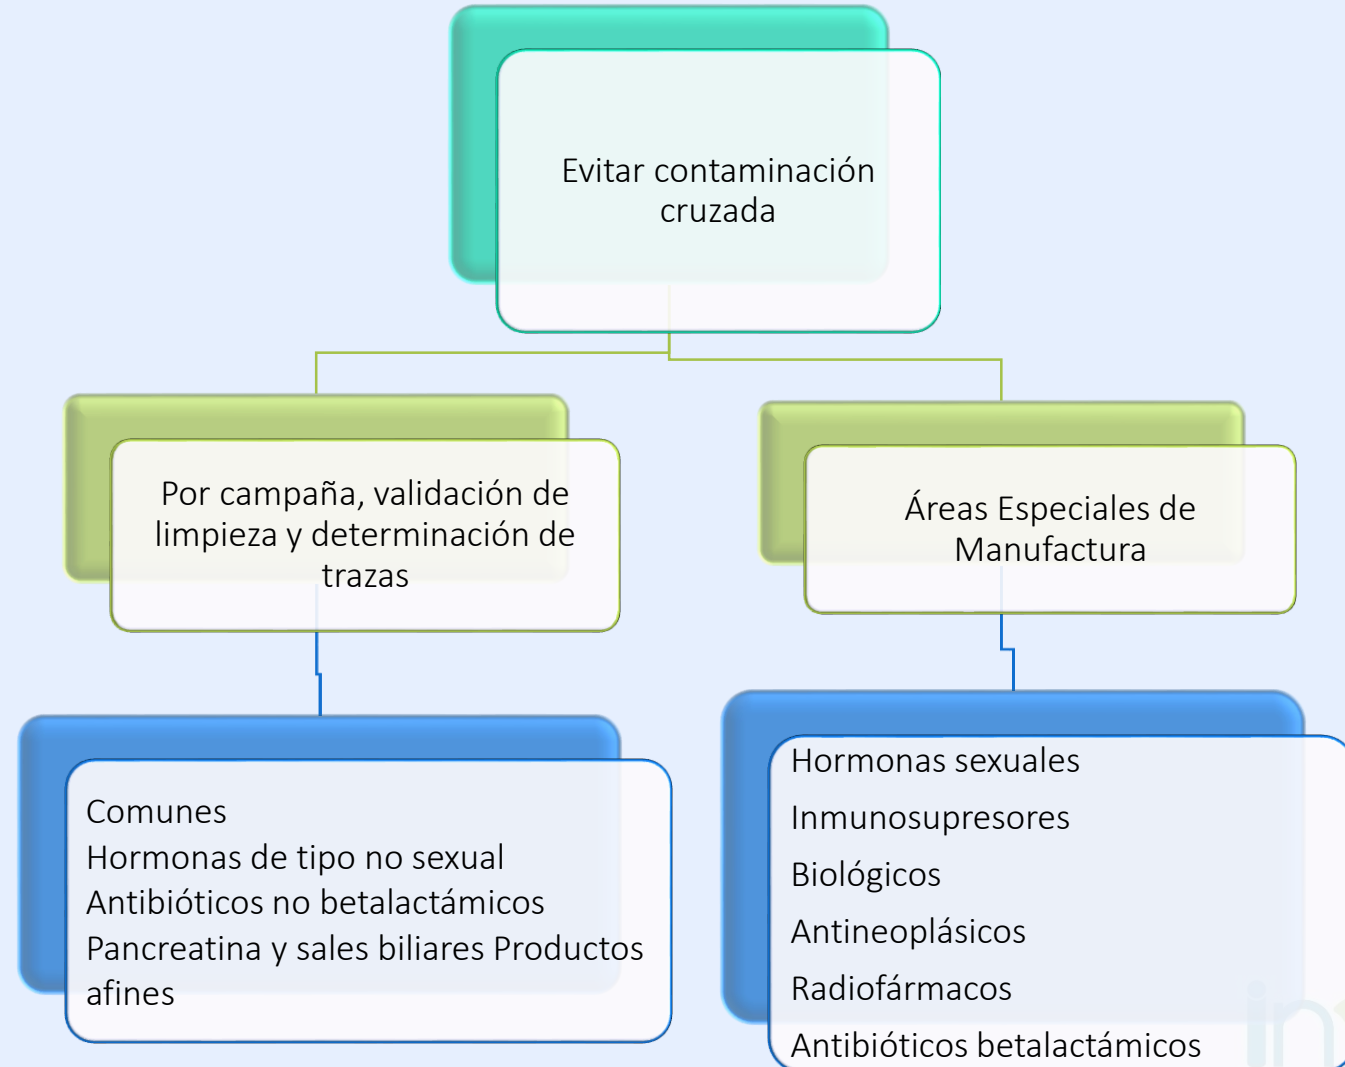 Evitar contaminación
cruzada
Por campaña, validación de
limpieza y determinación de
trazas
Áreas Especiales de
Manufactura
Comunes
Hormonas de tipo no sexual
Antibióticos no betalactámicos
Pancreatina y sales biliares Productos
afines
Hormonas sexuales
Inmunosupresores
Biológicos
Antineoplásicos
Radiofármacos
Antibióticos betalactámicos